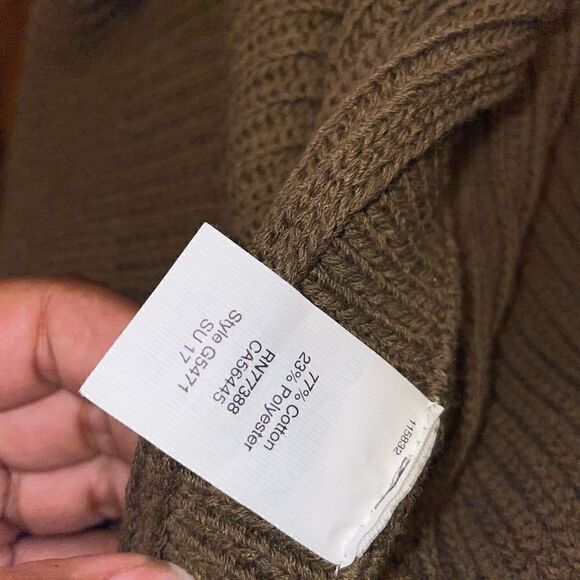 115832
77% Cotton
23% Polyester
RN77388
CA56445
SU 17
Style G5471